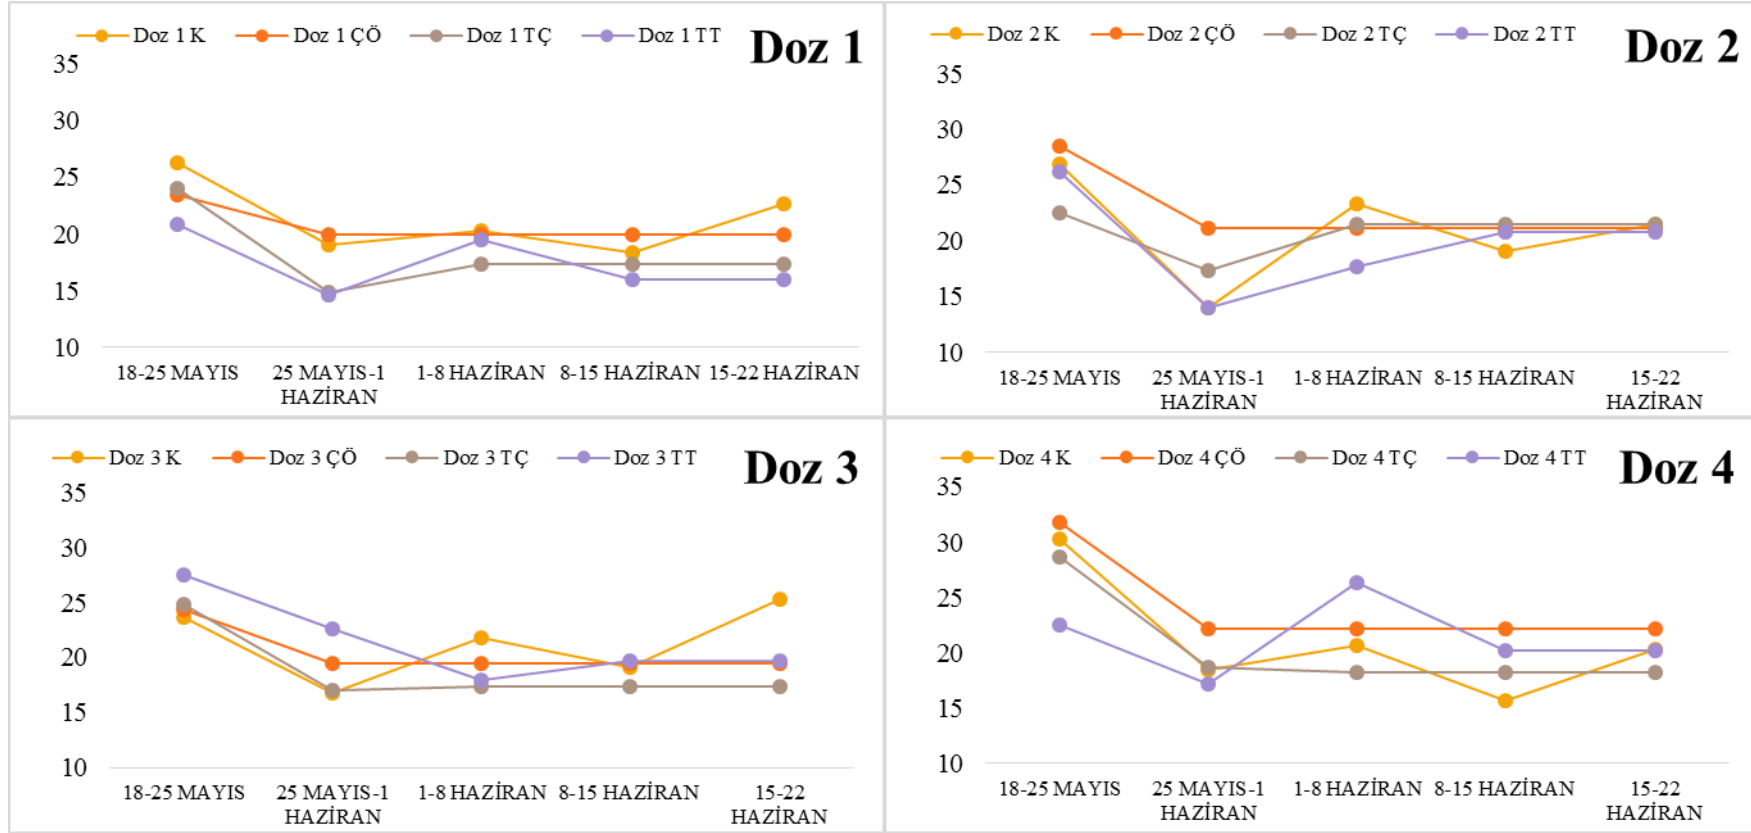 Doz 1 K Doz 1 ÇÖ Doz 1 TÇ Doz 1 TT
Doz 1
35
30
25
20
15
10
18-25 MAYIS 25 MAYIS-1 1-8 HAZİRAN 8-15 HAZİRAN 15-22 HAZİRAN
HAZİRAN
Doz 2 K Doz 2 ÇÖ Doz 2 TÇ Doz 2 TT
Doz 2
35
30
25
20
15
10
18-25 MAYIS 25 MAYIS-1 1-8 HAZİRAN 8-15 HAZİRAN 15-22
HAZİRAN HAZİRAN
Doz 3 K Doz 3 ÇÖ Doz 3 TÇ Doz 3 TT
Doz 3
35
30
25
20
15
10
18-25 MAYIS 25 MAYIS-1 1-8 HAZİRAN 8-15 HAZİRAN 15-22
HAZİRAN HAZİRAN
Doz 4 K Doz 4 ÇÖ Doz 4 TÇ Doz 4 TT
Doz 4
35
30
25
20
15
10
18-25 MAYIS 25 MAYIS-1 1-8 HAZİRAN 8-15 HAZİRAN 15-22
HAZİRAN HAZİRAN